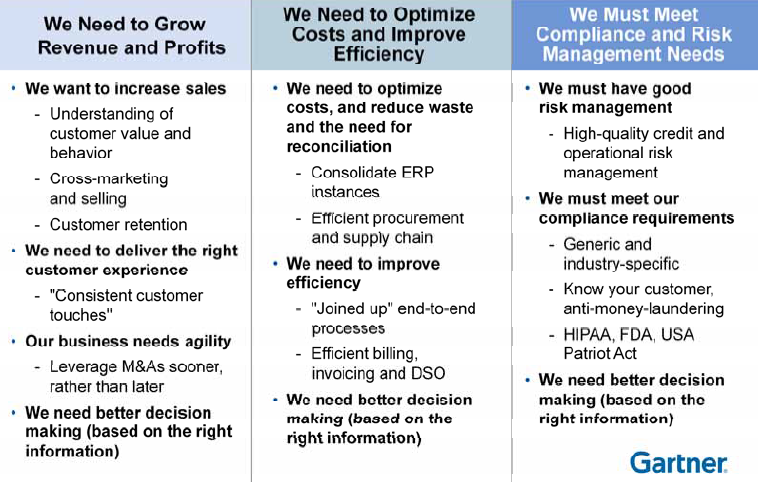 We Need to Grow
Revenue and Profits
• We want to increase sales
- Understanding of
customer value and
behavior
- Cross-marketing
and selling
- Customer retention
• We need to deliver the right
customer experience
- "Consistent customer
touches"
• Our business needs agility
- Leverage M&As sooner,
rather than later
• We need better decision
making (based on the right
information)
We Need to Optimize
Costs and Improve
Efficiency
• We need to optimize
costs, and reduce waste
and the need for
reconciliation
- Consolidate ERP
instances
- Efficient procurement
and supply chain
• We need to improve
efficiency
- "Joined up" end-to-end
processes
- Efficient billing,
invoicing and DSO
• We need better decision
making (based on the
right information)
We Must Meet
Compliance and Risk
Management Needs
• We must have good
risk management
- High-quality credit and
operational risk
management
• We must meet our
compliance requirements
- Generic and
industry-specific
- Know your customer,
anti-money-laundering
- HIPAA, FDA, USA
Patriot Act
• We need better decision
making (based on the
right information)
Gartner